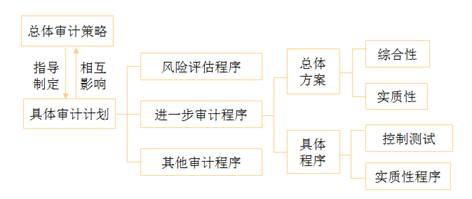 总体审计策略
指导
制定
相互
影响
具体审计计划
风险评估程序
进一步审计程序
其他审计程序
总体
方案
具体
程序
综合性
实质性
控制测试
实质性程序